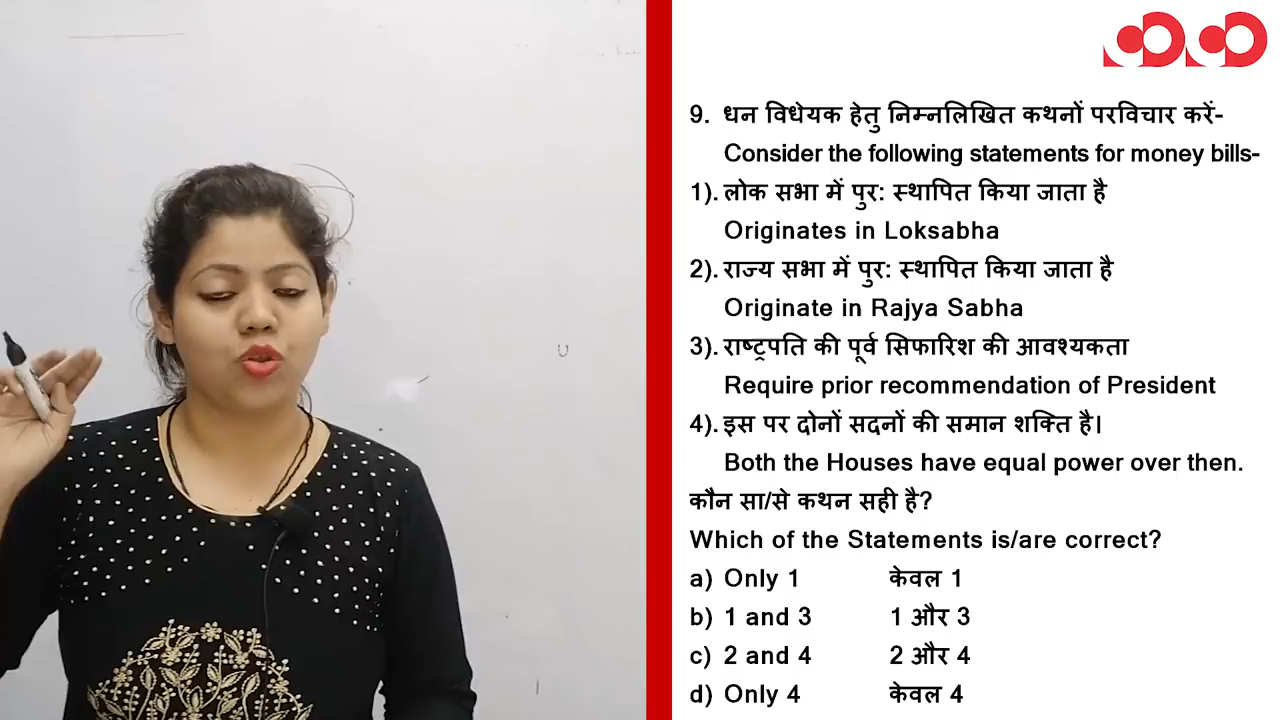 9. धन विधेयक हेतु निम्नलिखित कथनों परविचार करें-
Consider the following statements for money bills-
1). लोक सभा में पुर: स्थापित किया जाता है
Originates in Loksabha
2). राज्य सभा में पुर: स्थापित किया जाता है
Originate in Rajya Sabha
3). राष्ट्रपति की पूर्व सिफारिश की आवश्यकता
Require prior recommendation of President
4). इस पर दोनों सदनों की समान शक्ति है।
Both the Houses have equal power over then.
कौन सा/से कथन सही है?
Which of the Statements is/are correct?
a) Only 1 केवल 1
b) 1 and 3 1 और 3
c) 2 and 4 2 और 4
d) Only 4 केवल 4